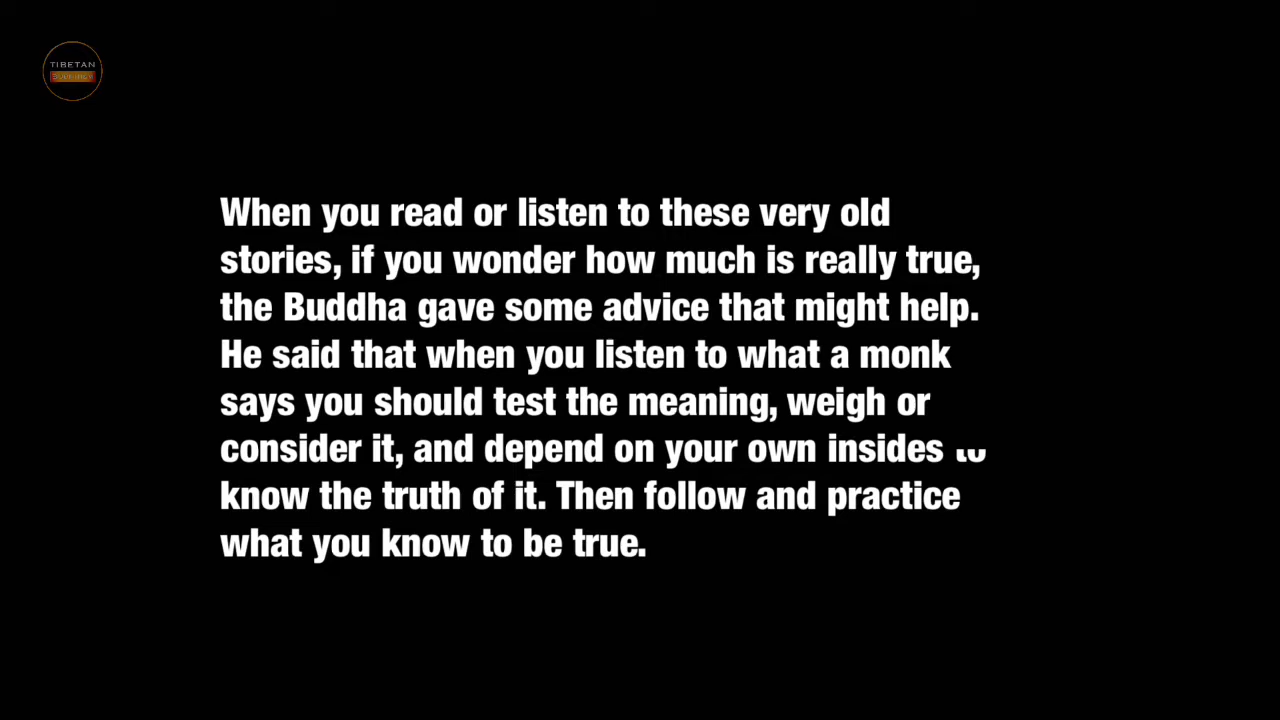 TIBETAN
BUDDHISM
When you read or listen to these very old
stories, if you wonder how much is really true,
the Buddha gave some advice that might help.
He said that when you listen to what a monk
says you should test the meaning, weigh or
consider it, and depend on your own insides to
know the truth of it. Then follow and practice
what you know to be true.